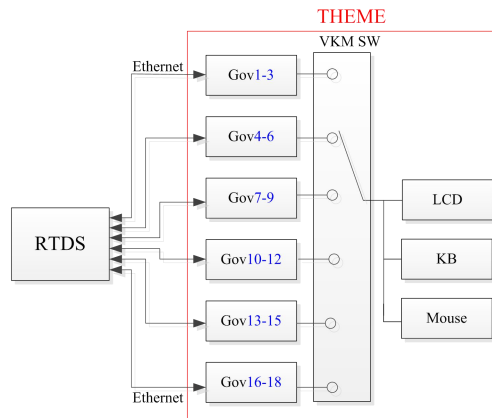 THEME
VKM SW
Ethernet
Gov1-3
Gov4-6
Gov7-9
LCD
RTDS
Gov10-12
KB
Gov13-15
Mouse
Gov16-18
Ethernet